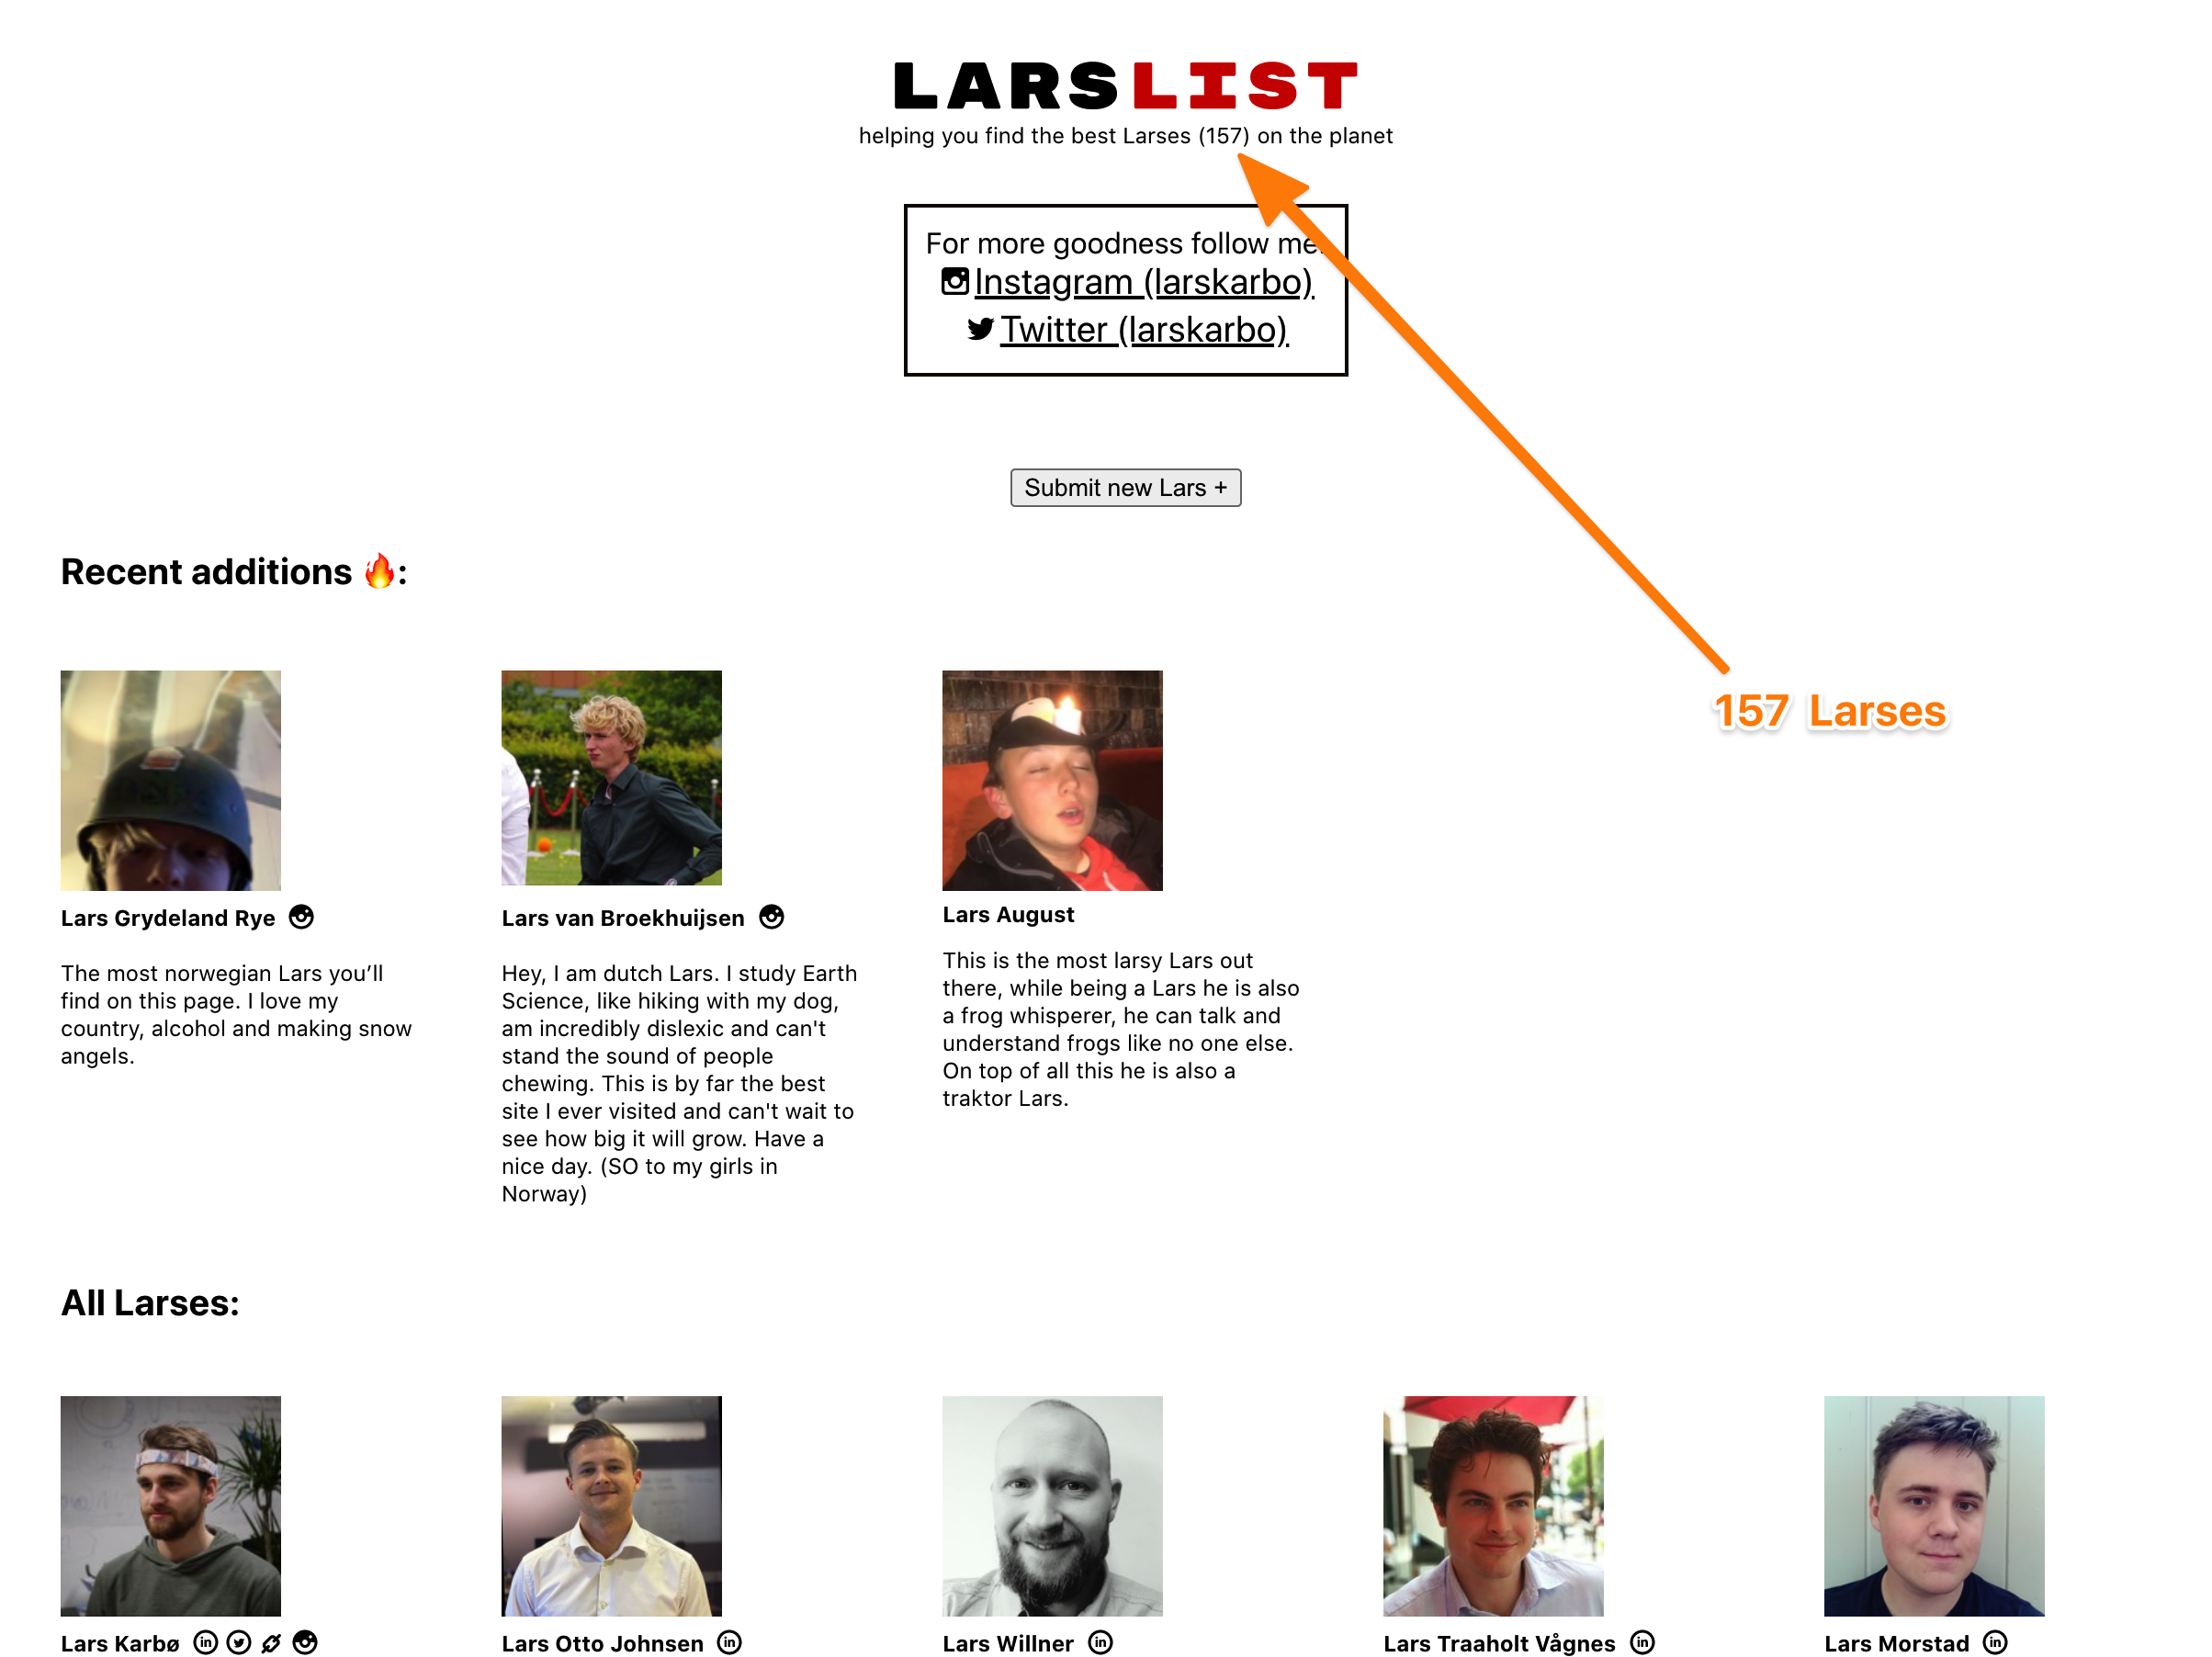 LARSLIST
helping you find the best Larses (157) on the planet
For more goodness follow me:
Instagram (larskarbo)
Twitter (larskarbo)
Submit new Lars +
157 Larses
Recent additions 🔥:
Lars Grydeland Rye
The most norwegian Lars you’ll
find on this page. I love my
country, alcohol and making snow
angels.
Lars van Broekhuijsen
Hey, I am dutch Lars. I study Earth
Science, like hiking with my dog,
am incredibly dislexic and can't
stand the sound of people
chewing. This is by far the best
site I ever visited and can't wait to
see how big it will grow. Have a
nice day. (SO to my girls in
Norway)
Lars August
This is the most larsy Lars out
there, while being a Lars he is also
a frog whisperer, he can talk and
understand frogs like no one else.
On top of all this he is also a
traktor Lars.
All Larses:
Lars Karbø
Lars Otto Johnsen
Lars Willner
Lars Traaholt Vågnes
Lars Morstad